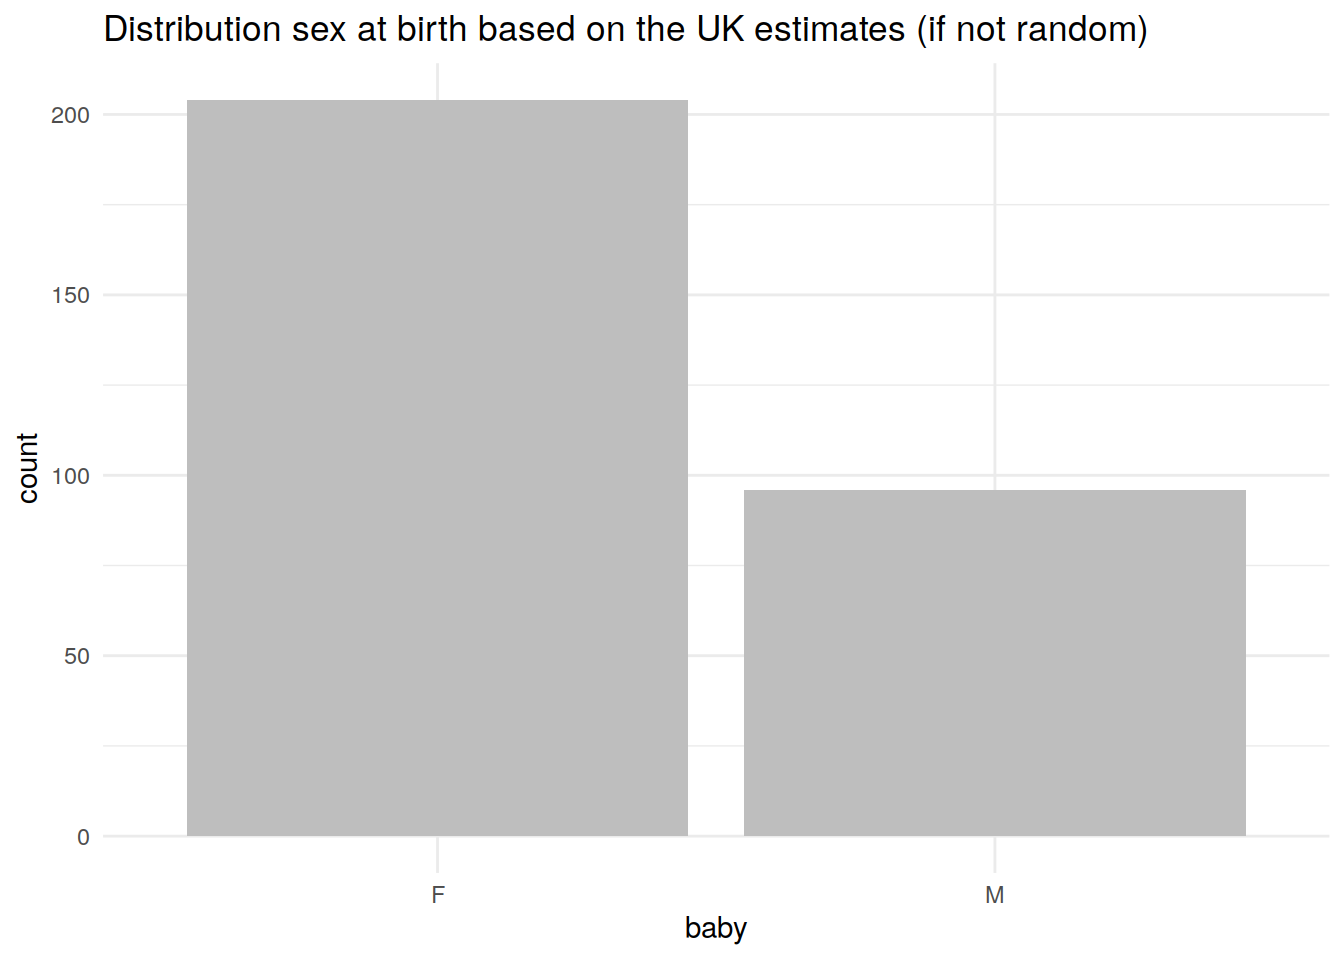 Distribution sex at birth based on the UK estimates (if not random)
200
150
100
50
0
count
F
M
baby